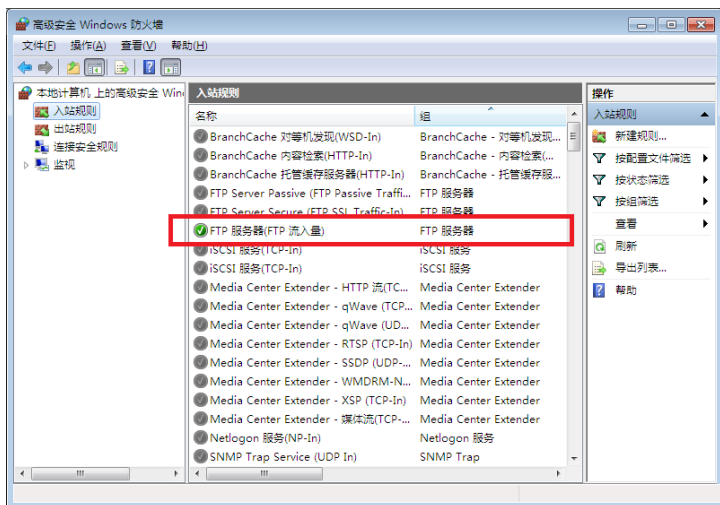 高级安全 Windows 防火墙
文件(F) 操作(A) 查看(V) 帮助(H)
本地计算机 上的高级安全 Win
入站规则
出站规则
连接安全规则
监视
入站规则
名称 组
BranchCache 对等机发现(WSD-In) BranchCache - 对等机发现...
BranchCache 内容检索(HTTP-In) BranchCache - 内容检索(...
BranchCache 托管缓存服务器(HTTP-In) BranchCache - 托管缓存服...
FTP Server Passive (FTP Passive Traffi... FTP 服务器
FTP Server Secure (FTP SSL Traffic-In) FTP 服务器
FTP 服务器(FTP 流入量) FTP 服务器
iSCSI 服务(TCP-In) iSCSI 服务
iSCSI 服务(TCP-In) iSCSI 服务
Media Center Extender - HTTP 流(TC... Media Center Extender
Media Center Extender - qWave (TCP... Media Center Extender
Media Center Extender - qWave (UD... Media Center Extender
Media Center Extender - RTSP (TCP-In) Media Center Extender
Media Center Extender - SSDP (UDP-... Media Center Extender
Media Center Extender - WMDRM-N... Media Center Extender
Media Center Extender - XSP (TCP-In) Media Center Extender
Media Center Extender - 媒体流(TCP-... Media Center Extender
Netlogon 服务(NP-In) Netlogon 服务
SNMP Trap Service (UDP In) SNMP Trap
操作
入站规则
新建规则...
按配置文件筛选
按状态筛选
按组筛选
查看
刷新
导出列表...
帮助